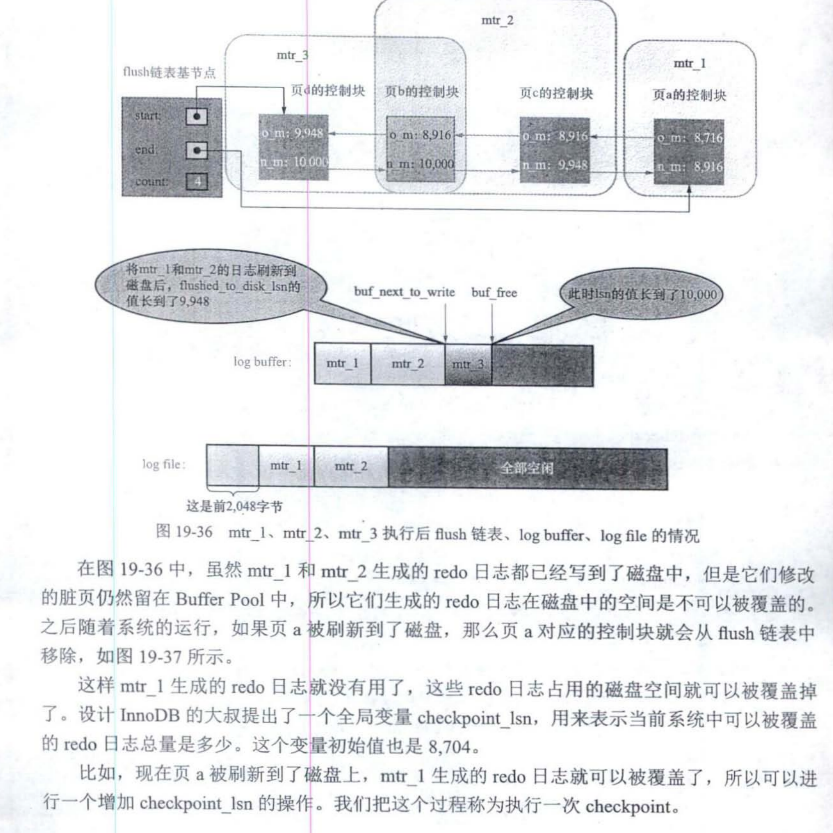 mtr_2
mtr_3
mtr_1
flush链表基节点
页d的控制块
页b的控制块
页c的控制块
页a的控制块
start:
o_m: 9,948
o_m: 8,916
o_m: 8,916
o_m: 8,716
end:
n_m: 10,000
n_m: 10,000
n_m: 9,948
n_m: 8,916
count:
4
将mtr_1和mtr_2的日志刷新到
磁盘后，flushed_to_disk_lsn的
值长到了9,948
buf_next_to_write
buf_free
此时lsn的值长到了10,000
log buffer:
mtr_1
mtr_2
mtr_3
log file:
mtr_1
mtr_2
全部空闲
这是前2,048字节
图 19-36 mtr_1、mtr_2、mtr_3 执行后 flush 链表、log buffer、log file 的情况
在图 19-36 中，虽然 mtr_1 和 mtr_2 生成的 redo 日志都已经写到了磁盘中，但是它们修改
的脏页仍然留在 Buffer Pool 中，所以它们生成的 redo 日志在磁盘中的空间是不可以被覆盖的。
之后随着系统的运行，如果页 a 被刷新到了磁盘，那么页 a 对应的控制块就会从 flush 链表中
移除，如图 19-37 所示。
这样 mtr_1 生成的 redo 日志就没有用了，这些 redo 日志占用的磁盘空间就可以被覆盖掉
了。设计 InnoDB 的大叔提出了一个全局变量 checkpoint_lsn，用来表示当前系统中可以被覆盖
的 redo 日志总量是多少。这个变量初始值也是 8,704。
比如，现在页 a 被刷新到了磁盘上，mtr_1 生成的 redo 日志就可以被覆盖了，所以可以进
行一个增加 checkpoint_lsn 的操作。我们把这个过程称为执行一次 checkpoint。